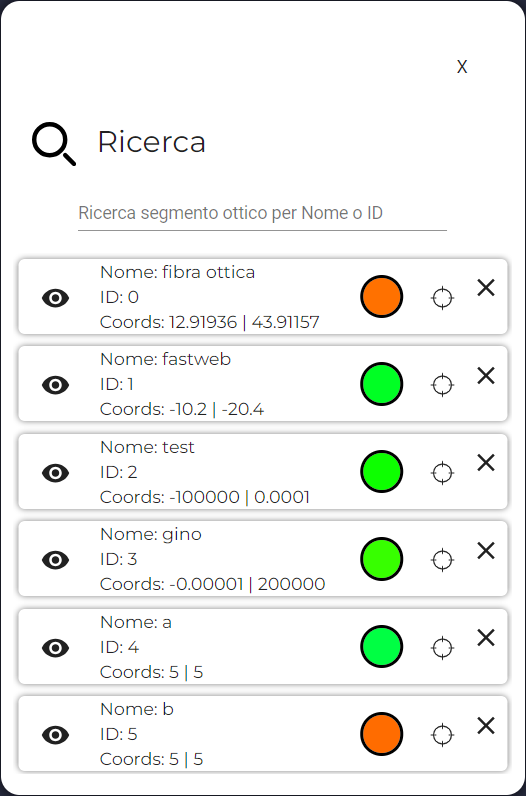 X
Ricerca
Ricerca segmento ottico per Nome o ID
Nome: fibra ottica
ID: 0
Coords: 12.91936 | 43.91157
Nome: fastweb
ID: 1
Coords: -10.2 | -20.4
Nome: test
ID: 2
Coords: -100000 | 0.0001
Nome: gino
ID: 3
Coords: -0.00001 | 200000
Nome: a
ID: 4
Coords: 5 | 5
Nome: b
ID: 5
Coords: 5 | 5